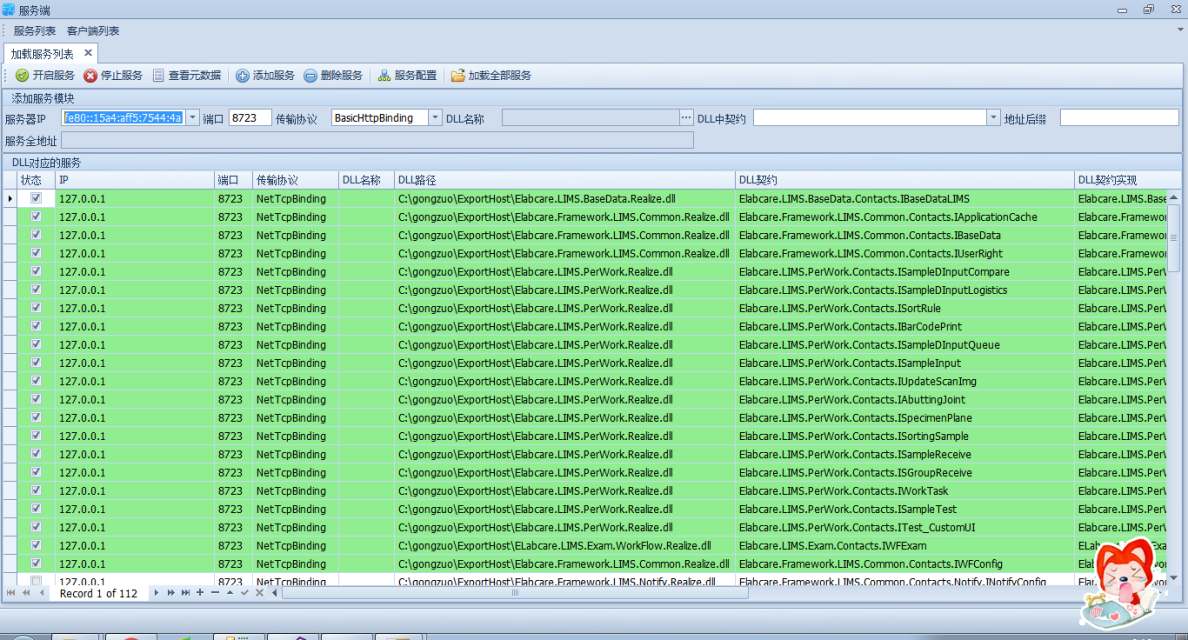 服务端
服务列表 客户端列表
加载服务列表
开启服务 停止服务 查看元数据 添加服务 删除服务 服务配置 加载全部服务
添加服务模块
服务器IP fe80::15a4:aff5:7544:4a 端口 8723 传输协议 BasicHttpBinding DLL名称 ... DLL中契约 地址后缀
服务全地址
DLL对应的服务
状态 IP 端口 传输协议 DLL名称 DLL路径 DLL契约 DLL契约实现
127.0.0.1 8723 NetTcpBinding C:\gongzuo\ExportHost\Elabcare.LIMS.BaseData.Realize.dll Elabcare.LIMS.BaseData.Contacts.IBaseDataLIMS Elabcare.LIMS.Base
127.0.0.1 8723 NetTcpBinding C:\gongzuo\ExportHost\Elabcare.Framework.LIMS.Common.Realize.dll Elabcare.Framework.LIMS.Common.Contacts.IApplicationCache Elabcare.Framewor
127.0.0.1 8723 NetTcpBinding C:\gongzuo\ExportHost\Elabcare.Framework.LIMS.Common.Realize.dll Elabcare.Framework.LIMS.Common.Contacts.IBaseData Elabcare.Framewor
127.0.0.1 8723 NetTcpBinding C:\gongzuo\ExportHost\Elabcare.Framework.LIMS.Common.Realize.dll Elabcare.Framework.LIMS.Common.Contacts.IUserRight Elabcare.Framewor
127.0.0.1 8723 NetTcpBinding C:\gongzuo\ExportHost\Elabcare.LIMS.PerWork.Realize.dll Elabcare.LIMS.PerWork.Contacts.ISampleDInputCompare Elabcare.LIMS.PerW
127.0.0.1 8723 NetTcpBinding C:\gongzuo\ExportHost\Elabcare.LIMS.PerWork.Realize.dll Elabcare.LIMS.PerWork.Contacts.ISampleDInputLogistics Elabcare.LIMS.PerW
127.0.0.1 8723 NetTcpBinding C:\gongzuo\ExportHost\Elabcare.LIMS.PerWork.Realize.dll Elabcare.LIMS.PerWork.Contacts.ISortRule Elabcare.LIMS.PerW
127.0.0.1 8723 NetTcpBinding C:\gongzuo\ExportHost\Elabcare.LIMS.PerWork.Realize.dll Elabcare.LIMS.PerWork.Contacts.IBarCodePrint Elabcare.LIMS.PerW
127.0.0.1 8723 NetTcpBinding C:\gongzuo\ExportHost\Elabcare.LIMS.PerWork.Realize.dll Elabcare.LIMS.PerWork.Contacts.ISampleDInputQueue Elabcare.LIMS.PerW
127.0.0.1 8723 NetTcpBinding C:\gongzuo\ExportHost\Elabcare.LIMS.PerWork.Realize.dll Elabcare.LIMS.PerWork.Contacts.ISampleInput Elabcare.LIMS.PerW
127.0.0.1 8723 NetTcpBinding C:\gongzuo\ExportHost\Elabcare.LIMS.PerWork.Realize.dll Elabcare.LIMS.PerWork.Contacts.IUpdateScanImg Elabcare.LIMS.PerW
127.0.0.1 8723 NetTcpBinding C:\gongzuo\ExportHost\Elabcare.LIMS.PerWork.Realize.dll Elabcare.LIMS.PerWork.Contacts.IAbuttingJoint Elabcare.LIMS.PerW
127.0.0.1 8723 NetTcpBinding C:\gongzuo\ExportHost\Elabcare.LIMS.PerWork.Realize.dll Elabcare.LIMS.PerWork.Contacts.ISpecimenPlane Elabcare.LIMS.PerW
127.0.0.1 8723 NetTcpBinding C:\gongzuo\ExportHost\Elabcare.LIMS.PerWork.Realize.dll Elabcare.LIMS.PerWork.Contacts.ISortingSample Elabcare.LIMS.PerW
127.0.0.1 8723 NetTcpBinding C:\gongzuo\ExportHost\Elabcare.LIMS.PerWork.Realize.dll Elabcare.LIMS.PerWork.Contacts.ISampleReceive Elabcare.LIMS.PerW
127.0.0.1 8723 NetTcpBinding C:\gongzuo\ExportHost\Elabcare.LIMS.PerWork.Realize.dll Elabcare.LIMS.PerWork.Contacts.ISGroupReceive Elabcare.LIMS.PerW
127.0.0.1 8723 NetTcpBinding C:\gongzuo\ExportHost\Elabcare.LIMS.PerWork.Realize.dll Elabcare.LIMS.PerWork.Contacts.IWorkTask Elabcare.LIMS.PerW
127.0.0.1 8723 NetTcpBinding C:\gongzuo\ExportHost\Elabcare.LIMS.PerWork.Realize.dll Elabcare.LIMS.PerWork.Contacts.ISampleTest Elabcare.LIMS.PerW
127.0.0.1 8723 NetTcpBinding C:\gongzuo\ExportHost\Elabcare.LIMS.PerWork.Realize.dll Elabcare.LIMS.PerWork.Contacts.ITest_CustomUI Elabcare.LIMS.PerW
127.0.0.1 8723 NetTcpBinding C:\gongzuo\ExportHost\ELabcare.LIMS.Exam.WorkFlow.Realize.dll Elabcare.LIMS.Exam.Contacts.IWFExam
127.0.0.1 8723 NetTcpBinding C:\gongzuo\ExportHost\Elabcare.Framework.LIMS.Common.Realize.dll Elabcare.Framework.LIMS.Common.Contacts.IWFConfig
127.0.0.1 8723 NetTcpBinding C:\gongzuo\ExportHost\Elabcare.Framework.LIMS.Notify.Realize.dll Elabcare.Framework.LIMS.Common.Contacts.Notify.INotifyConfig
Record 1 of 112